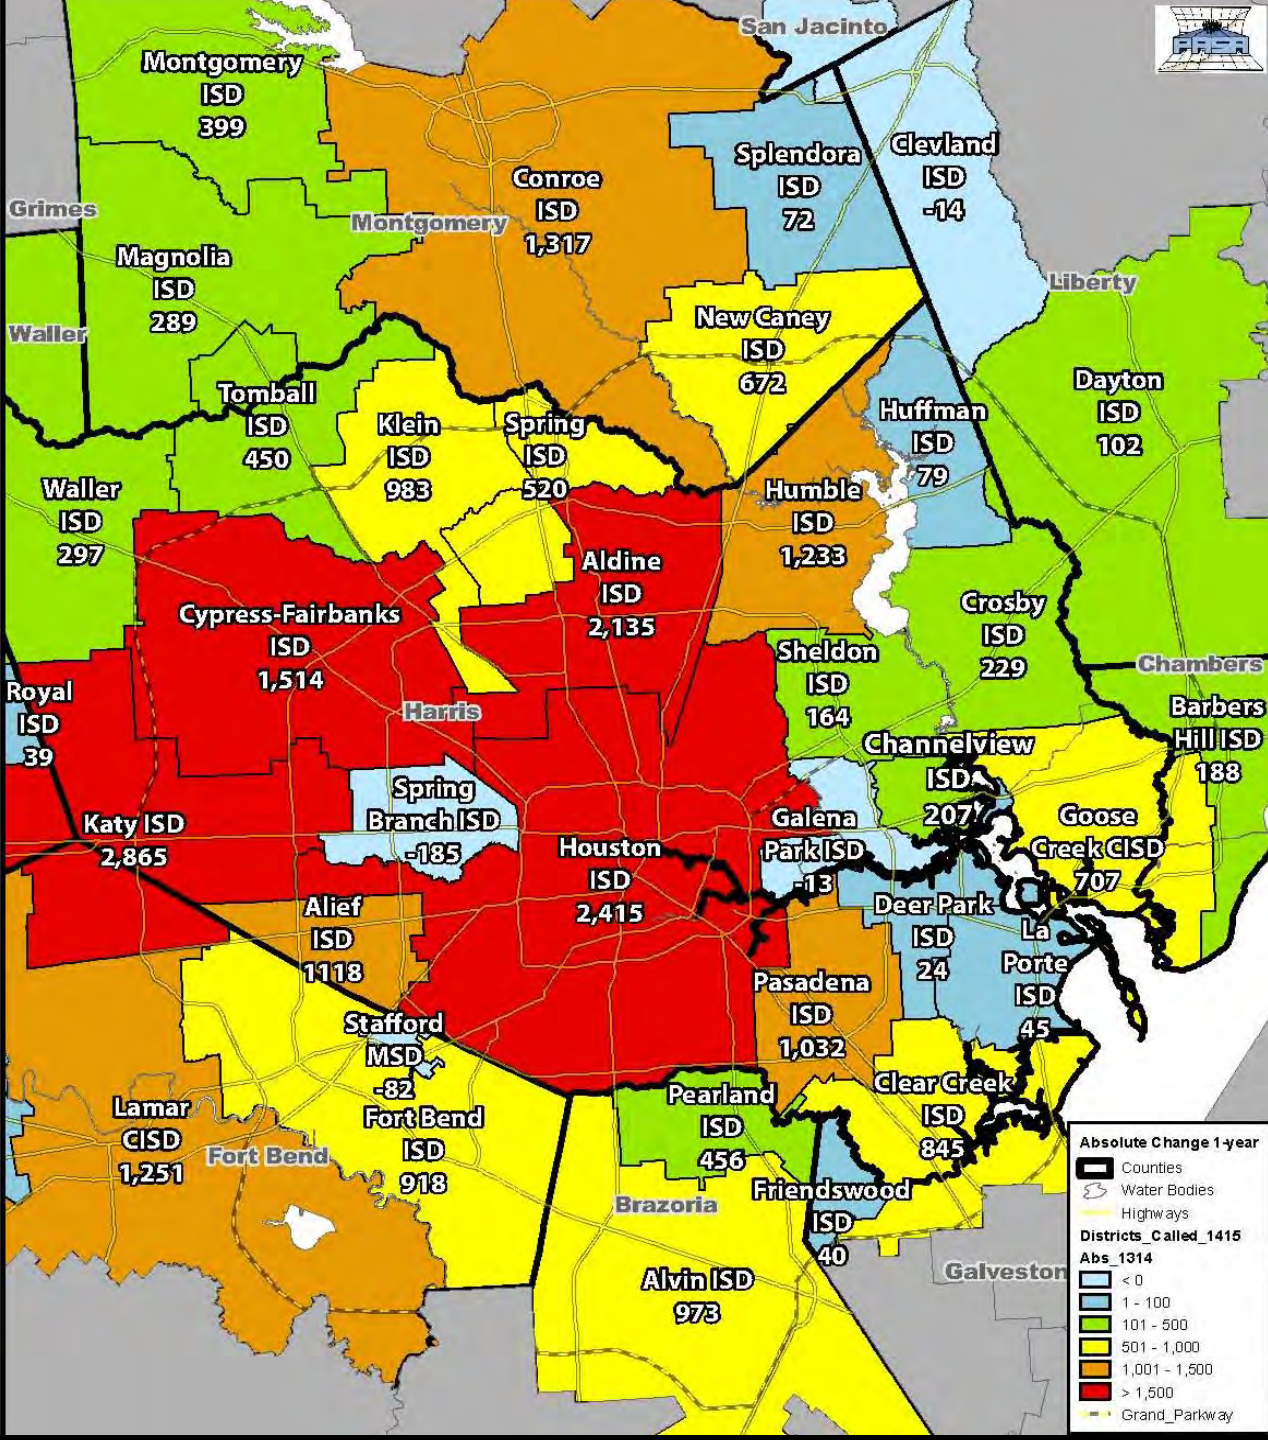 San Jacinto
PASA
Montgomery
ISD
399
Conroe
ISD
1,317
Splendora
ISD
72
Clevland
ISD
-14
Grimes
Montgomery
Magnolia
ISD
289
Liberty
Waller
New Caney
ISD
672
Tomball
ISD
450
Klein
ISD
983
Spring
ISD
520
Huffman
ISD
79
Dayton
ISD
102
Waller
ISD
297
Humble
ISD
1,233
Aldine
ISD
2,135
Cypress-Fairbanks
ISD
1,514
Crosby
ISD
229
Sheldon
ISD
164
Chambers
Royal
ISD
39
Harris
Barbers
Hill ISD
188
Channelview
ISD
207
Spring
Branch ISD
-185
Katy ISD
2,865
Houston
ISD
2,415
Galena
Park ISD
-13
Goose
Creek CISD
707
Alief
ISD
1118
Deer Park
ISD
24
La
Porte
ISD
45
Pasadena
ISD
1,032
Stafford
MSD
-82
Lamar
CISD
1,251
Fort Bend
Fort Bend
ISD
918
Pearland
ISD
456
Clear Creek
ISD
845
Brazoria
Friendswood
ISD
40
Alvin ISD
973
Galveston
Absolute Change 1-year
Counties
Water Bodies
Highways
Districts_Called_1415
Abs_1314
< 0
1 - 100
101 - 500
501 - 1,000
1,001 - 1,500
> 1,500
Grand_Parkway